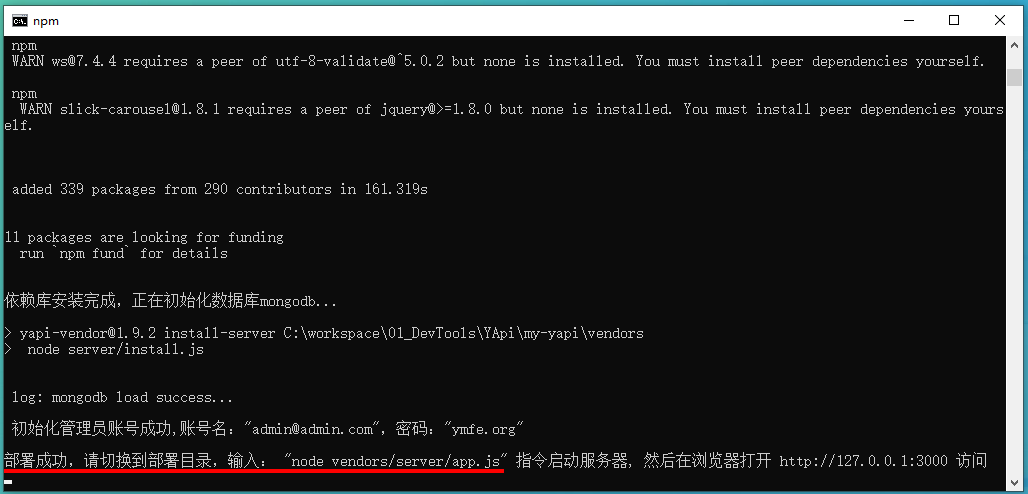 npm
npm
WARN ws@7.4.4 requires a peer of utf-8-validate@^5.0.2 but none is installed. You must install peer dependencies yourself.
npm
WARN slick-carousel@1.8.1 requires a peer of jquery@>=1.8.0 but none is installed. You must install peer dependencies yours
elf.
added 339 packages from 290 contributors in 161.319s
11 packages are looking for funding
run `npm fund` for details
依赖库安装完成，正在初始化数据库mongodb...
> yapi-vendor@1.9.2 install-server C:\workspace\01_DevTools\YApi\my-yapi\vendors
> node server/install.js
log: mongodb load success...
初始化管理员账号成功,账号名："admin@admin.com"，密码："ymfe.org"
部署成功，请切换到部署目录，输入： "node vendors/server/app.js" 指令启动服务器, 然后在浏览器打开 http://127.0.0.1:3000 访问